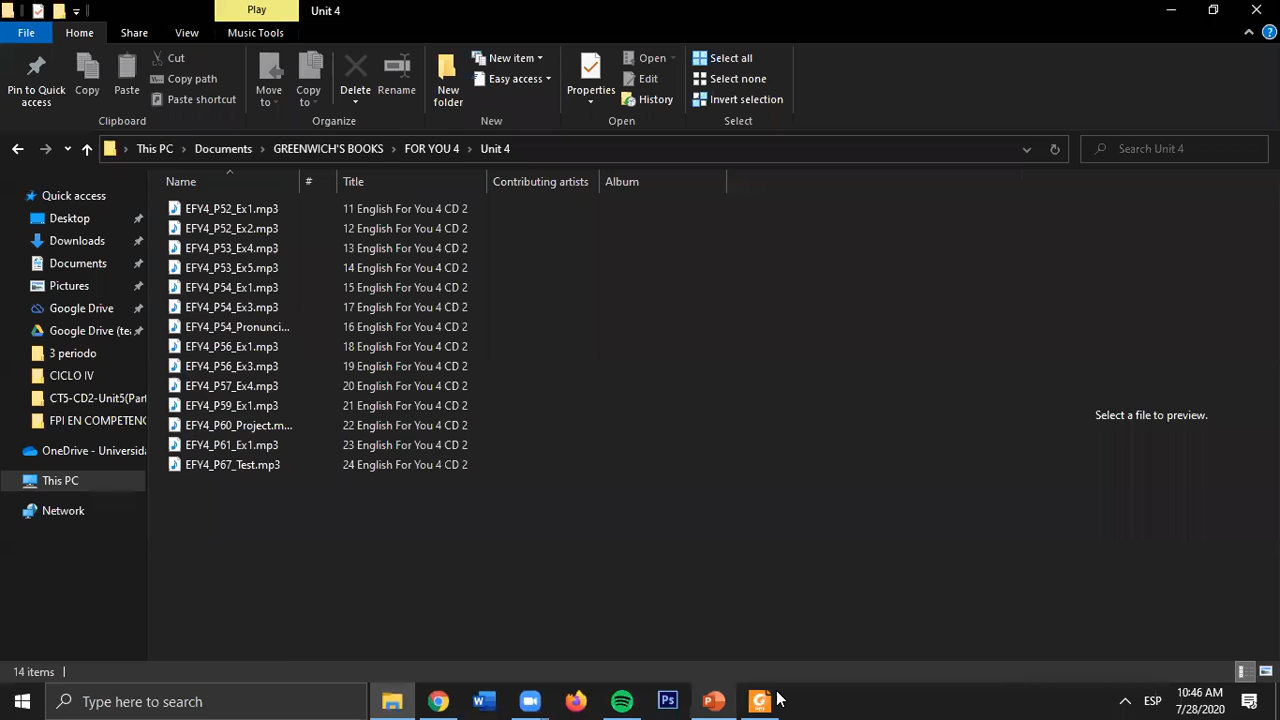 Play
Unit 4
File
Home
Share
View
Music Tools
Pin to Quick access
Copy
Paste
Cut
Copy path
Paste shortcut
Clipboard
Move to
Copy to
Delete
Rename
Organize
New folder
New item
Easy access
New
Properties
Open
Edit
History
Open
Select all
Select none
Invert selection
Select
This PC > Documents > GREENWICH'S BOOKS > FOR YOU 4 > Unit 4
Search Unit 4
Name # Title Contributing artists Album
Quick access
Desktop
Downloads
Documents
Pictures
Google Drive
Google Drive (tea
3 periodo
CICLO IV
CT5-CD2-Unit5(Part
FPI EN COMPETENC
OneDrive - Universida
This PC
Network
EFY4_P52_Ex1.mp3 11 English For You 4 CD 2
EFY4_P52_Ex2.mp3 12 English For You 4 CD 2
EFY4_P53_Ex4.mp3 13 English For You 4 CD 2
EFY4_P53_Ex5.mp3 14 English For You 4 CD 2
EFY4_P54_Ex1.mp3 15 English For You 4 CD 2
EFY4_P54_Ex3.mp3 17 English For You 4 CD 2
EFY4_P54_Pronunci... 16 English For You 4 CD 2
EFY4_P56_Ex1.mp3 18 English For You 4 CD 2
EFY4_P56_Ex3.mp3 19 English For You 4 CD 2
EFY4_P57_Ex4.mp3 20 English For You 4 CD 2
EFY4_P59_Ex1.mp3 21 English For You 4 CD 2
EFY4_P60_Project.m... 22 English For You 4 CD 2
EFY4_P61_Ex1.mp3 23 English For You 4 CD 2
EFY4_P67_Test.mp3 24 English For You 4 CD 2
Select a file to preview.
14 items
Type here to search
Ps
ESP
10:46 AM
7/28/2020